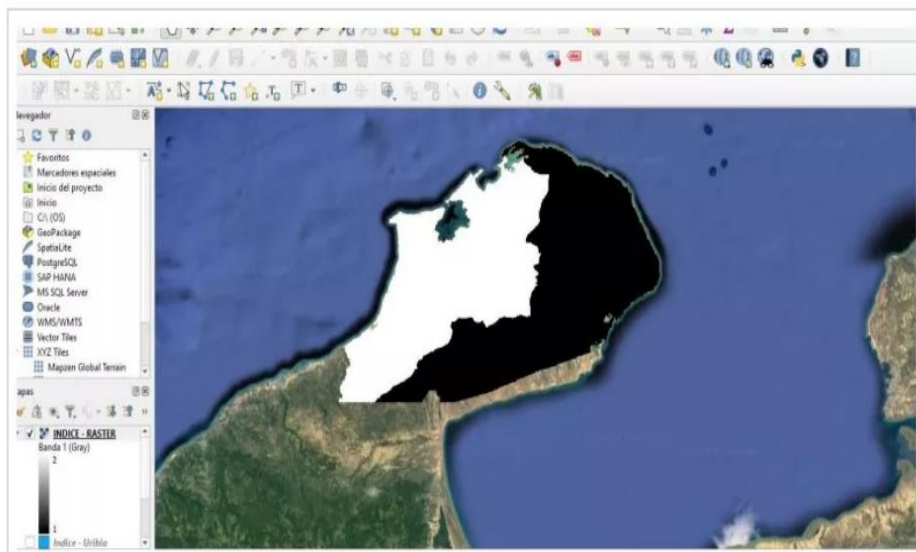 Navegador
Favoritos
Marcadores espaciales
Inicio del proyecto
Inicio
C:\ (OS)
GeoPackage
SpatiaLite
PostgreSQL
SAP HANA
MS SQL Server
Oracle
WMS/WMTS
Vector Tiles
XYZ Tiles
Mapzen Global Terrain
apas
INDICE - RASTER
Banda 1 (Gray)
2
1
Indice - Uribia